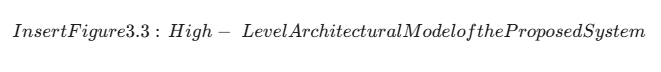 InsertFigure3.3 : High − LevelArchitecturalModeloftheProposedSystem